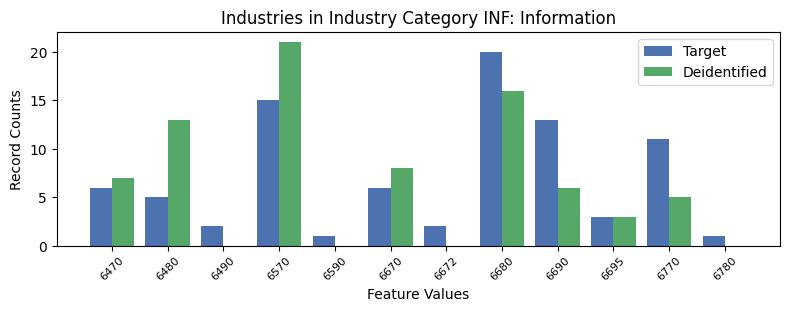 Industries in Industry Category INF: Information
Target
Deidentified
Record Counts
20
15
10
5
0
6470 6480 6490 6570 6590 6670 6672 6680 6690 6695 6770 6780
Feature Values